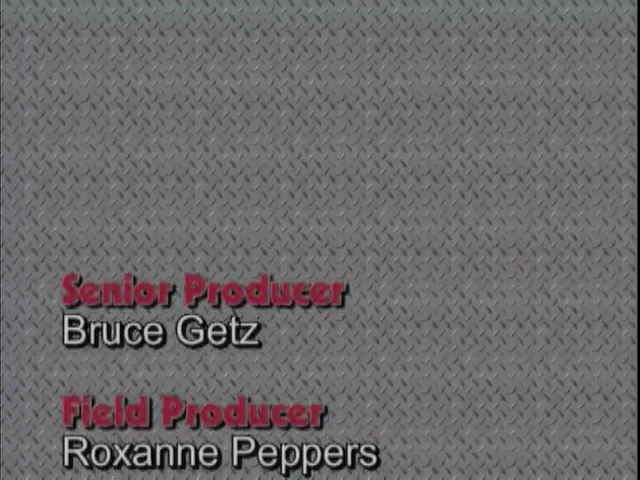 Senior Producer
Bruce Getz
Field Producer
Roxanne Peppers